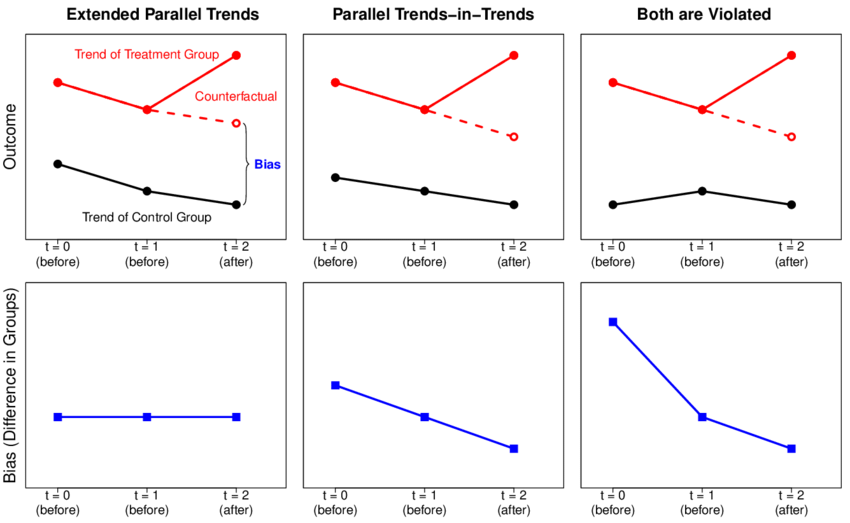 Extended Parallel Trends
Parallel Trends−in−Trends
Both are Violated
Outcome
Trend of Treatment Group
Counterfactual
Bias
Trend of Control Group
t = 0
(before)
t = 1
(before)
t = 2
(after)
t = 0
(before)
t = 1
(before)
t = 2
(after)
t = 0
(before)
t = 1
(before)
t = 2
(after)
Bias (Difference in Groups)
t = 0
(before)
t = 1
(before)
t = 2
(after)
t = 0
(before)
t = 1
(before)
t = 2
(after)
t = 0
(before)
t = 1
(before)
t = 2
(after)